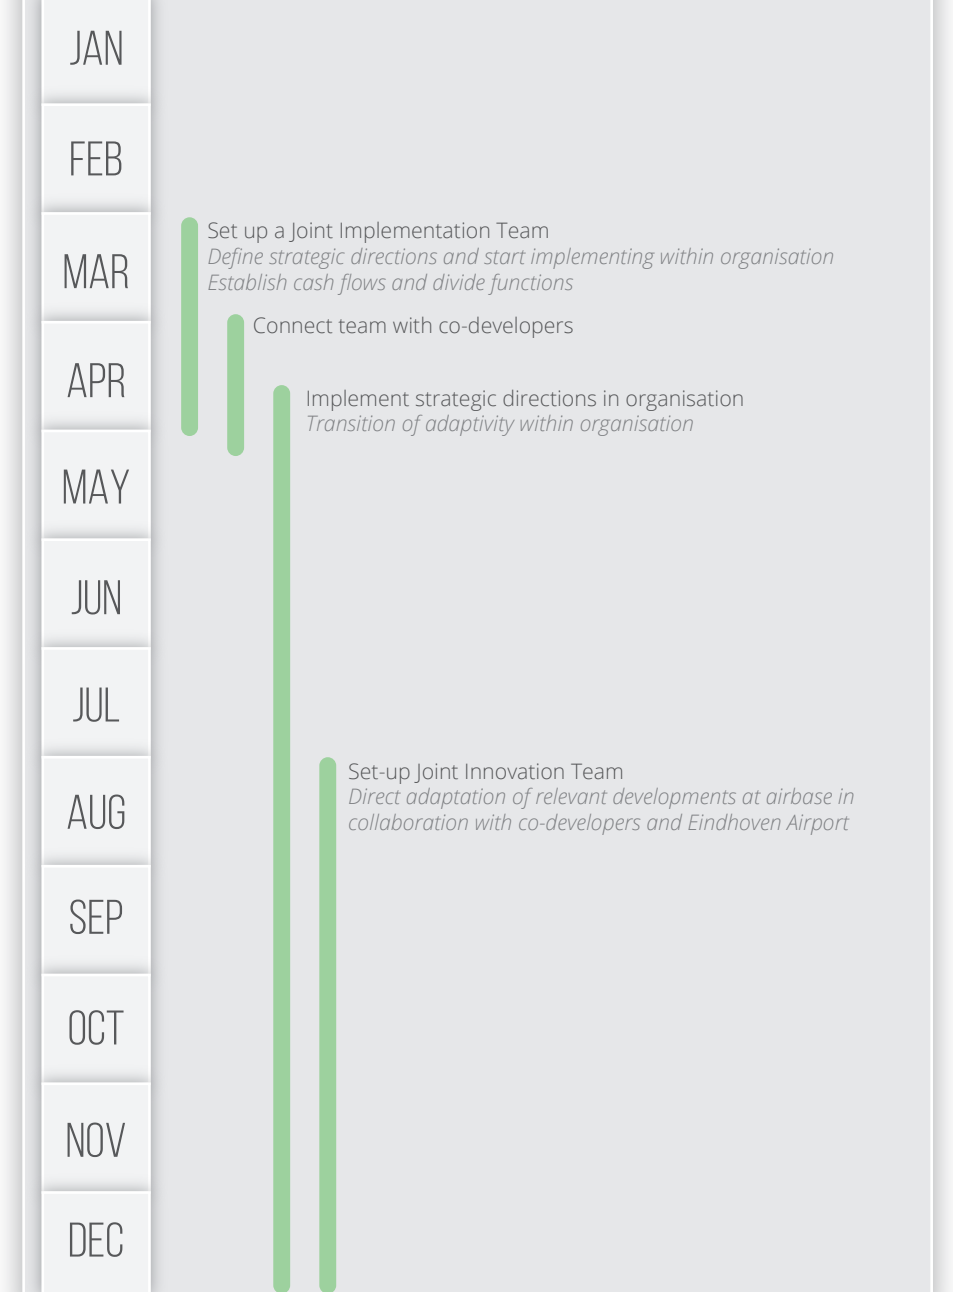 JAN
FEB
MAR
Set up a Joint Implementation Team
Define strategic directions and start implementing within organisation
Establish cash flows and divide functions
Connect team with co-developers
APR
Implement strategic directions in organisation
Transition of adaptivity within organisation
MAY
JUN
JUL
AUG
Set-up Joint Innovation Team
Direct adaptation of relevant developments at airbase in
collaboration with co-developers and Eindhoven Airport
SEP
OCT
NOV
DEC